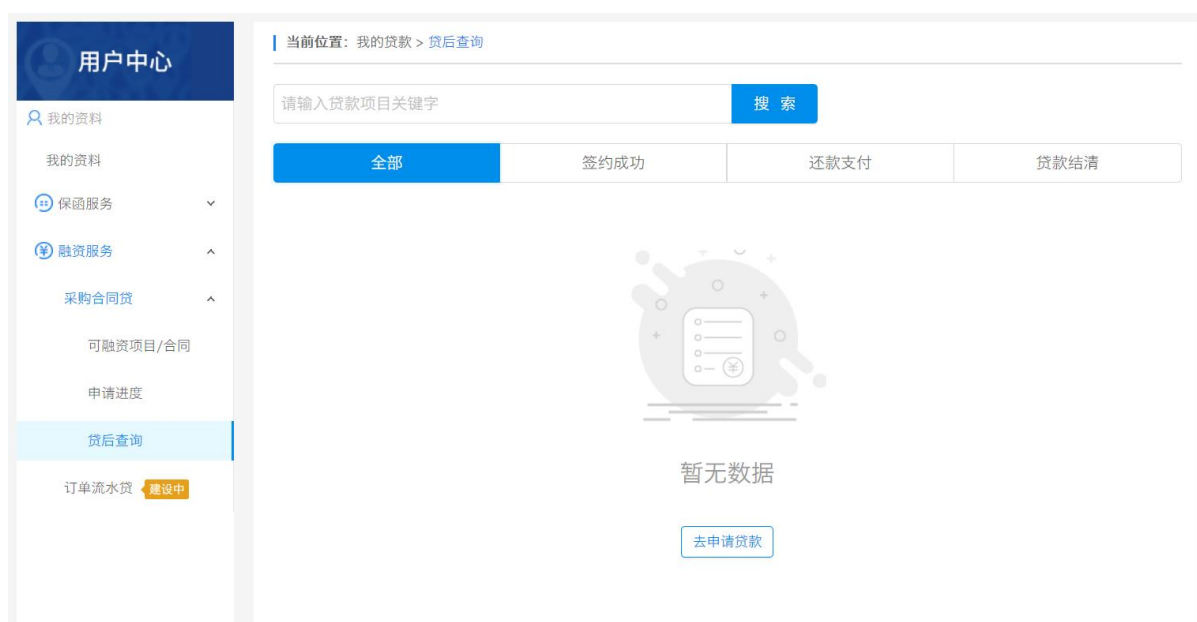 用户中心
我的资料
我的资料
保函服务
融资服务
采购合同贷
可融资项目/合同
申请进度
贷后查询
订单流水贷 建设中
当前位置：我的贷款 > 贷后查询
请输入贷款项目关键字 搜 索
全部 签约成功 还款支付 贷款结清
暂无数据
去申请贷款